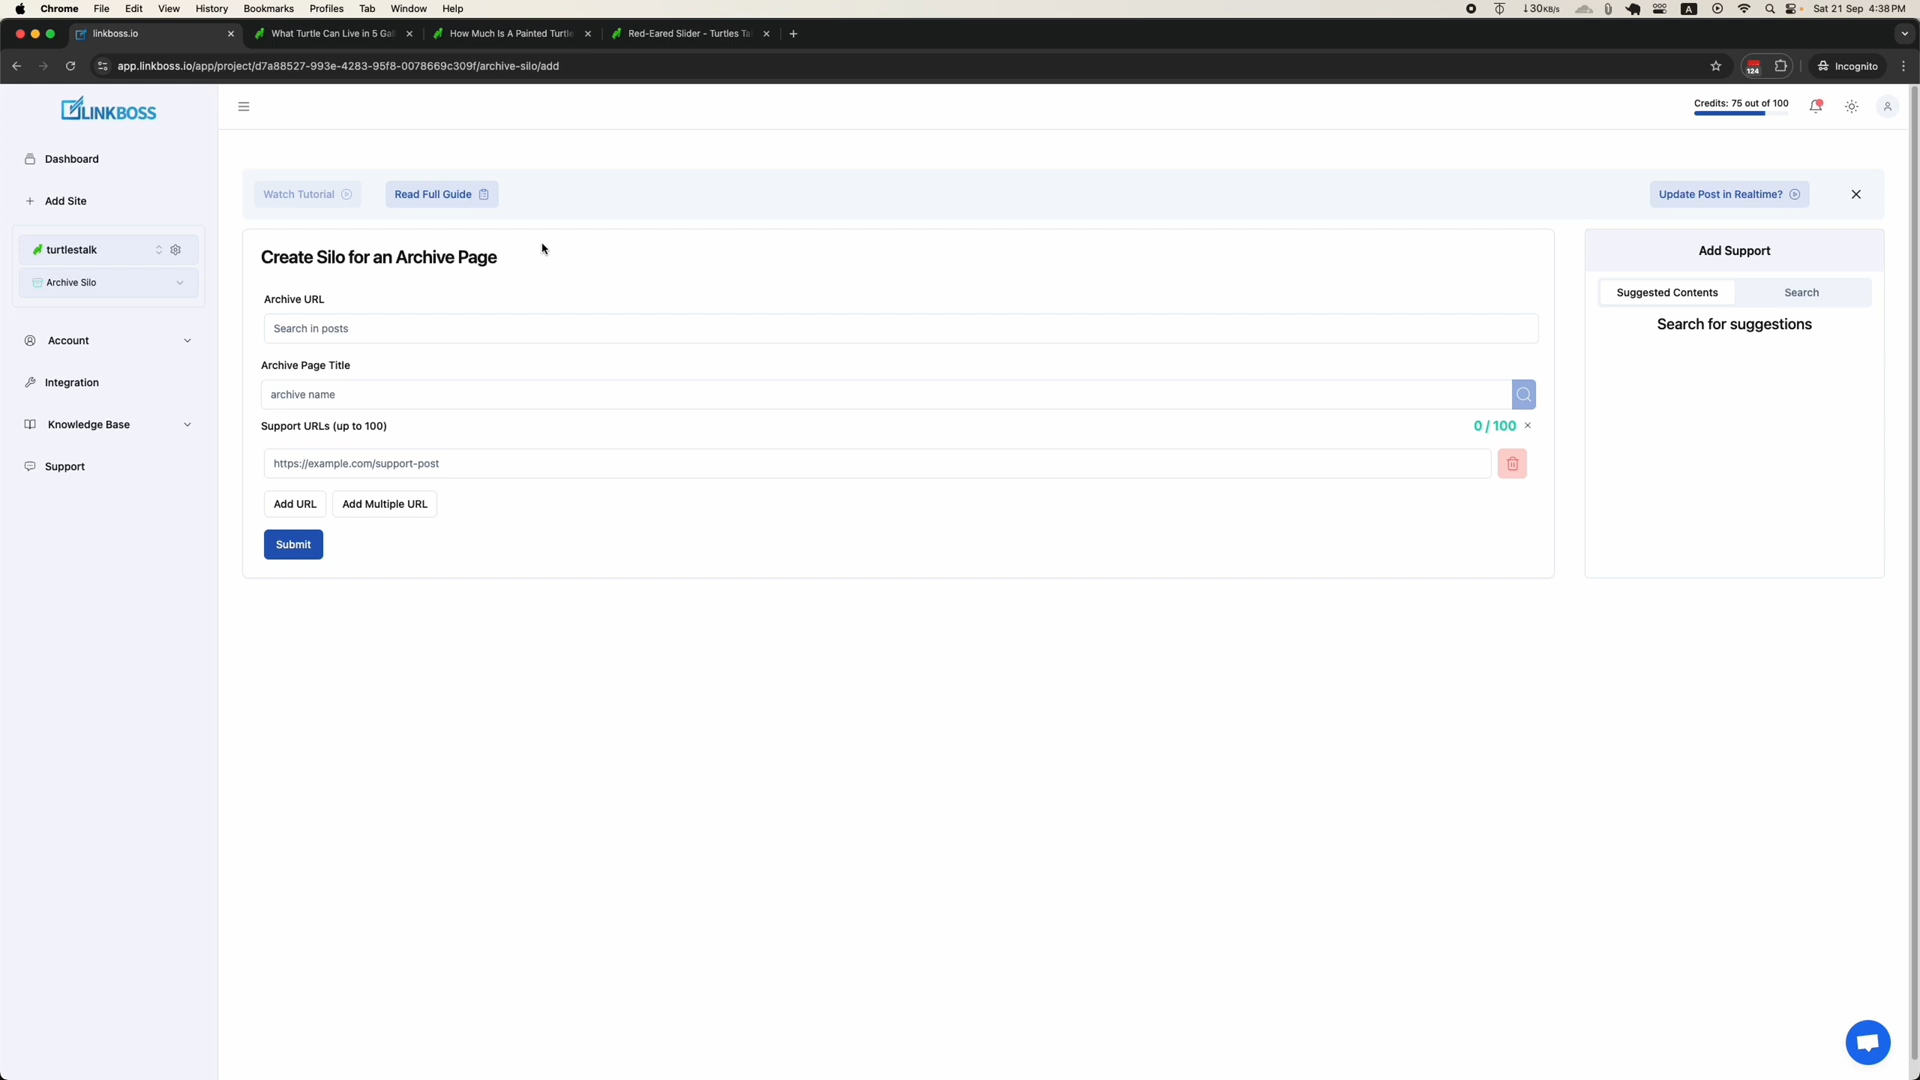 Chrome File Edit View History Bookmarks Profiles Tab Window Help
30 KB/s A Sat 21 Sep 4:38 PM
linkboss.io What Turtle Can Live in 5 Gal How Much Is A Painted Turtle Red-Eared Slider - Turtles Ta
app.linkboss.io/app/project/d7a88527-993e-4283-95f8-0078669c309f/archive-silo/add
124 Incognito
LINKBOSS
Credits: 75 out of 100
Dashboard
Add Site
turtlestalk
Archive Silo
Account
Integration
Knowledge Base
Support
Watch Tutorial Read Full Guide Update Post in Realtime?
Create Silo for an Archive Page
Archive URL
Search in posts
Archive Page Title
archive name
Support URLs (up to 100) 0 / 100
https://example.com/support-post
Add URL Add Multiple URL
Submit
Add Support
Suggested Contents Search
Search for suggestions